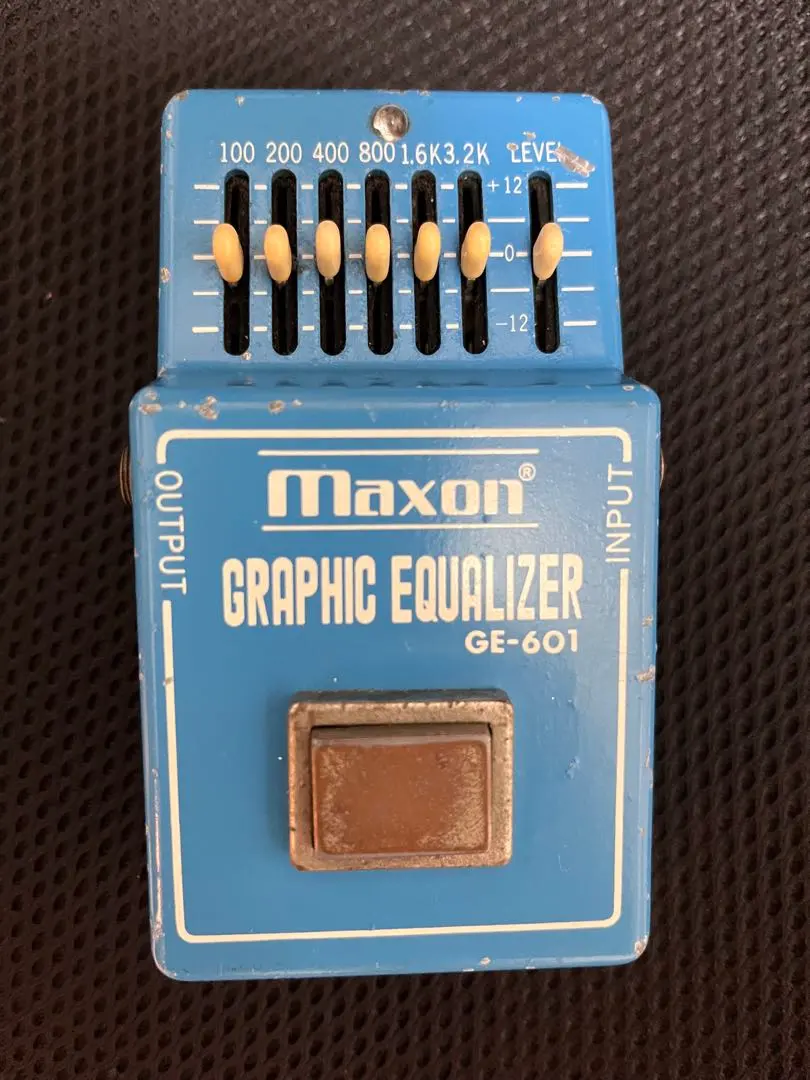 100 200 400 800 1.6K 3.2K LEVEL
+12
0
-12
maxon®
OUTPUT
INPUT
GRAPHIC EQUALIZER
GE-601